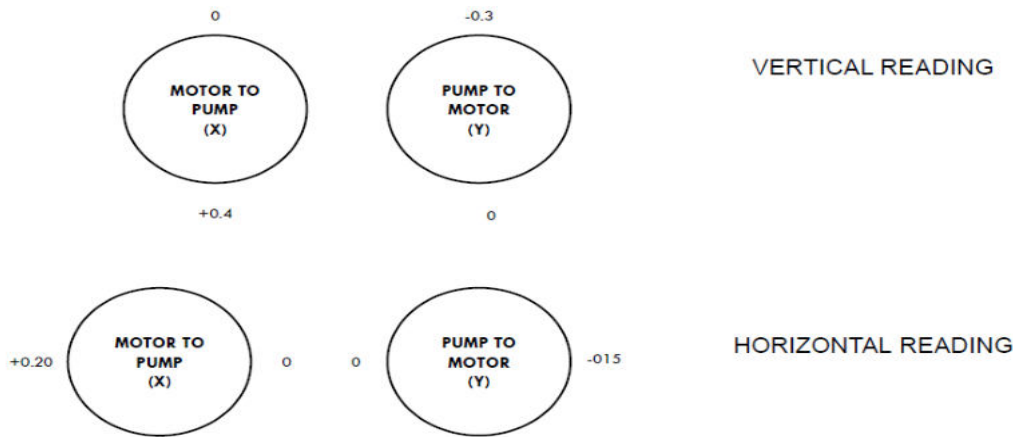 0 -0.3
MOTOR TO PUMP (X)
PUMP TO MOTOR (Y)
VERTICAL READING
+0.4 0
MOTOR TO PUMP (X)
PUMP TO MOTOR (Y)
+0.20 0 0 -015
HORIZONTAL READING